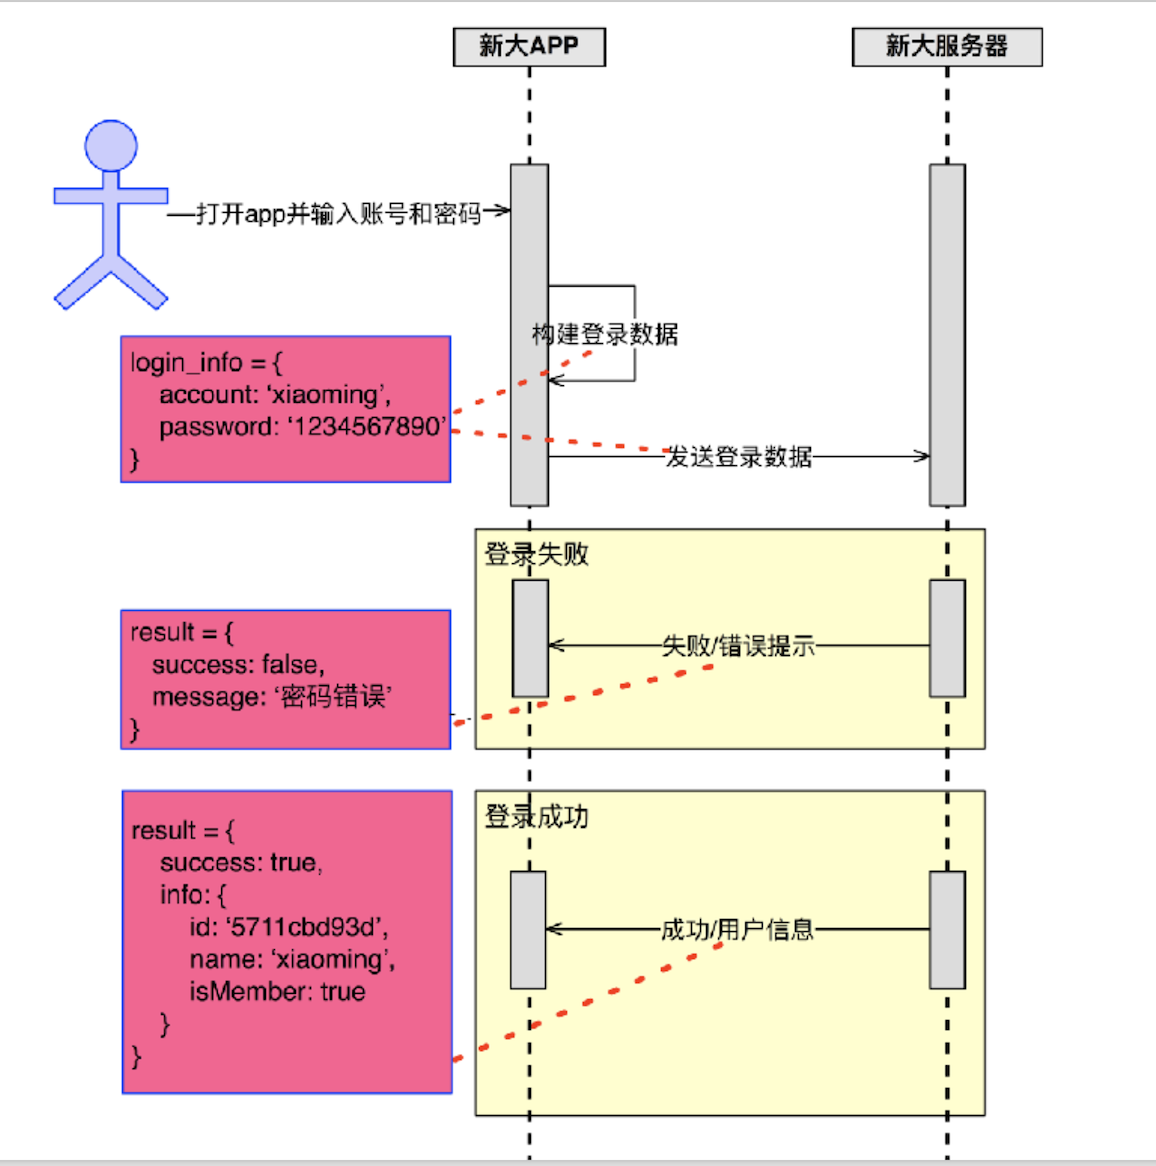 新大APP
新大服务器
打开app并输入账号和密码
构建登录数据
login_info = {
account: ‘xiaoming’,
password: ‘1234567890’
}
发送登录数据
登录失败
失败/错误提示
result = {
success: false,
message: ‘密码错误’
}
登录成功
result = {
success: true,
info: {
id: ‘5711cbd93d’,
name: ‘xiaoming’,
isMember: true
}
}
成功/用户信息